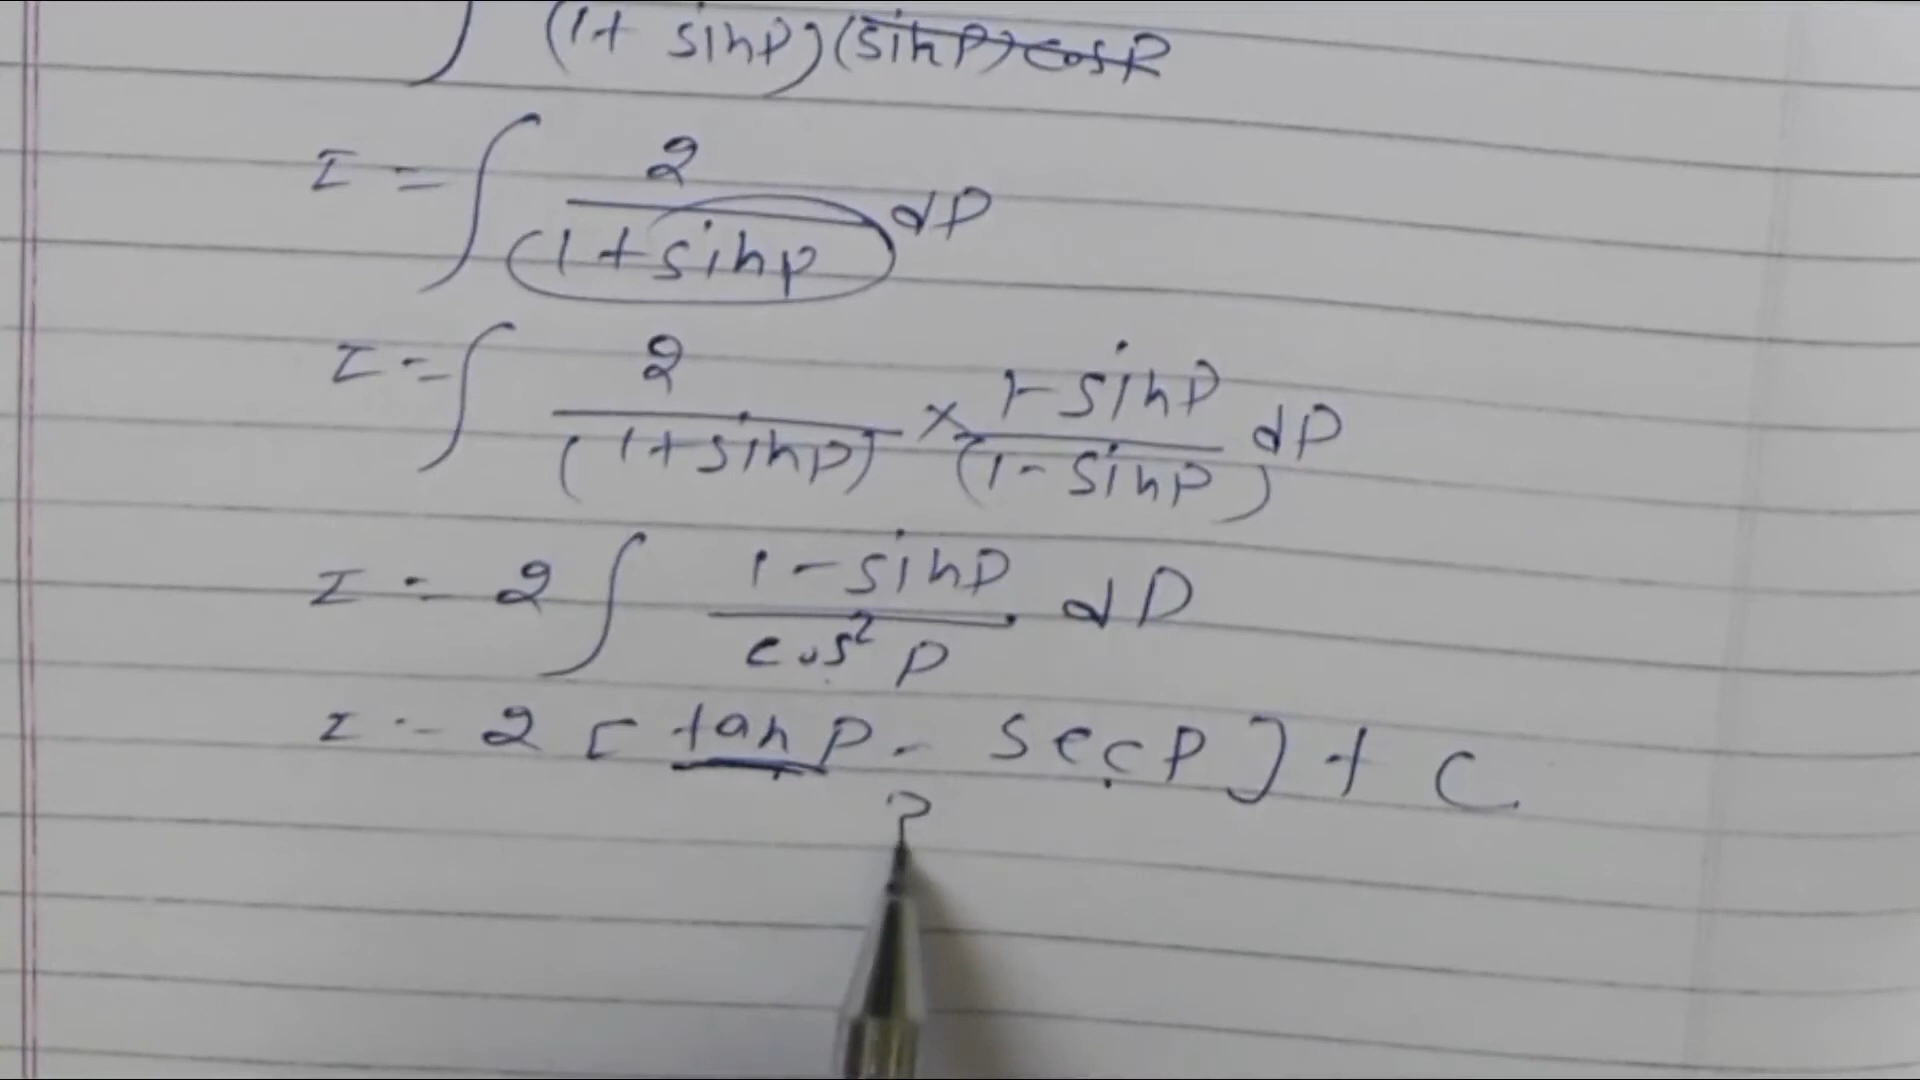 ∫ (1 + sinP)(sinP) cosP
I = ∫ 2/(1 + sinP) dP
I = ∫ 2/(1 + sinP) × 1 - sinP/(1 - sinP) dP
I = 2 ∫ 1 - sinP/cos² P dP
I = 2 [tanP - secP] + C
P